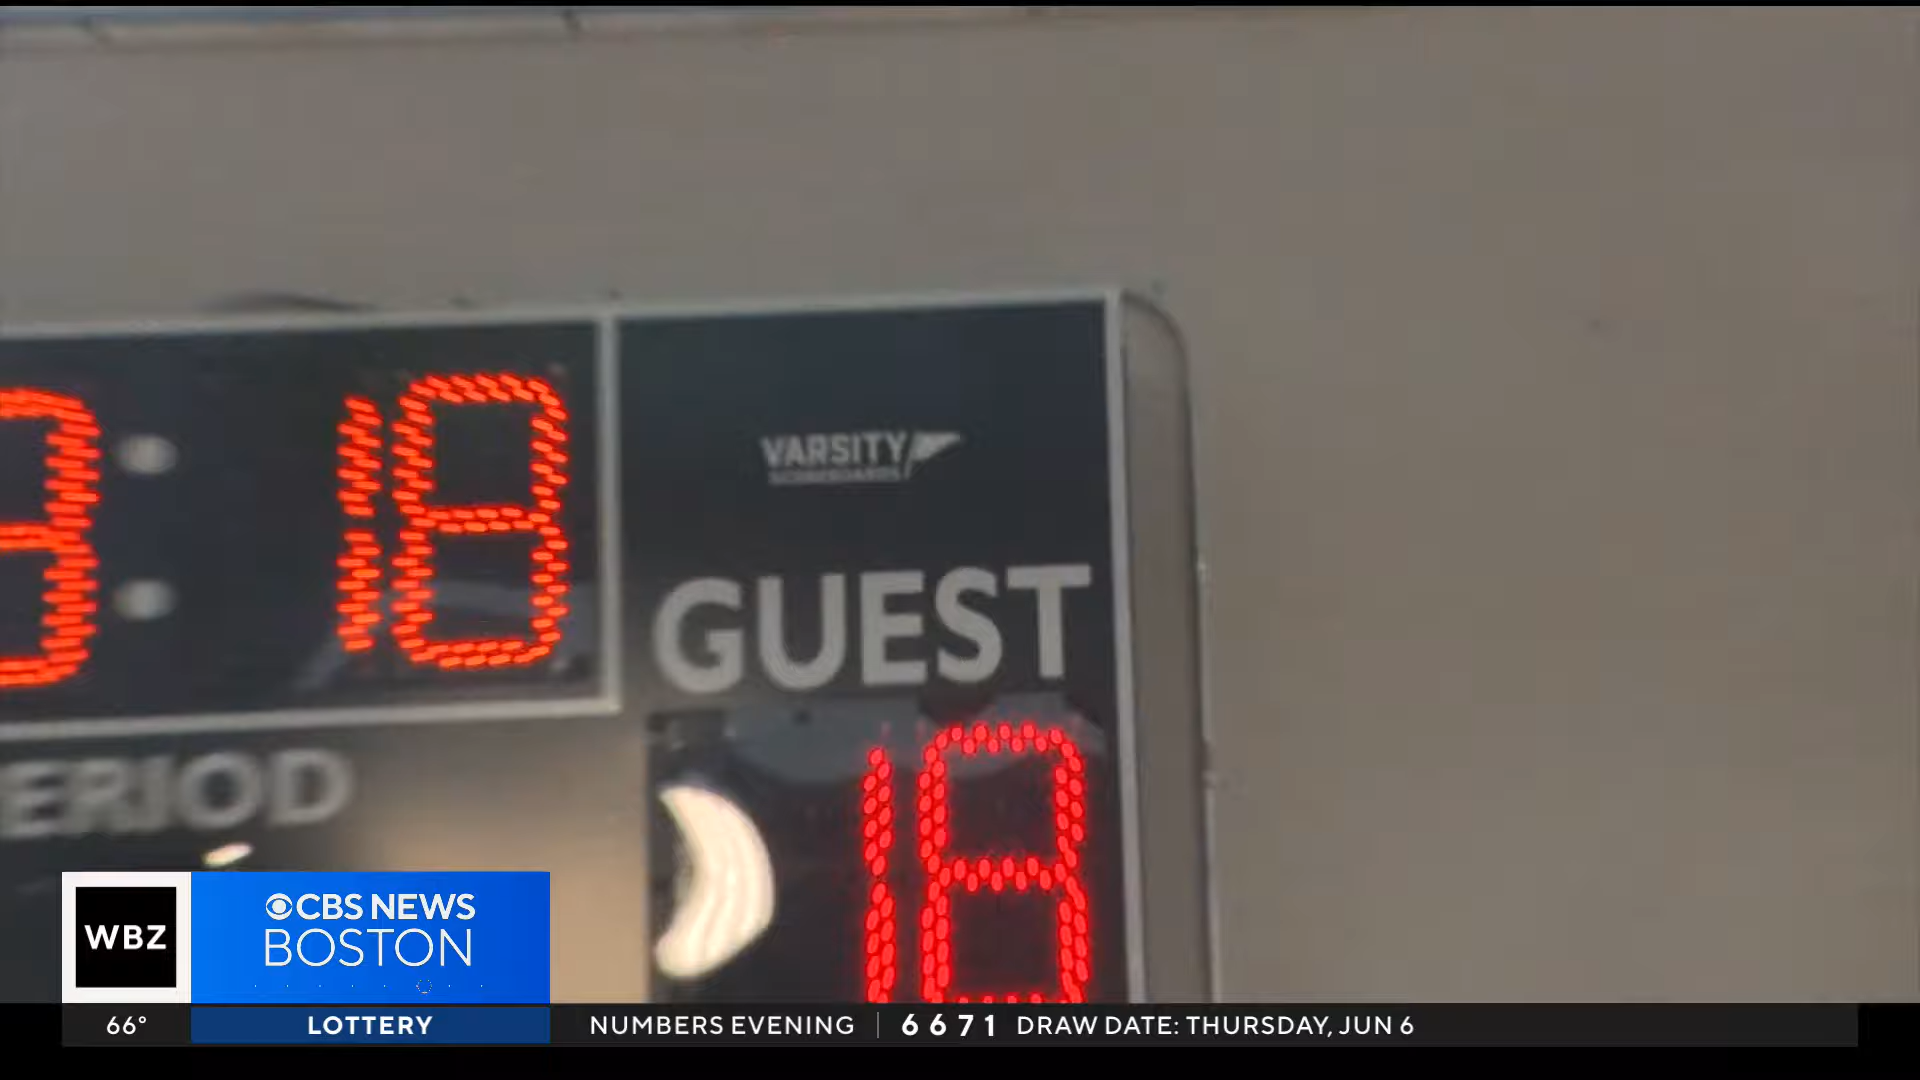 18
VARSITY
SCOREBOARDS
GUEST
18
ERIOD
WBZ
CBS NEWS
BOSTON
66° LOTTERY NUMBERS EVENING | 6 6 7 1 DRAW DATE: THURSDAY, JUN 6